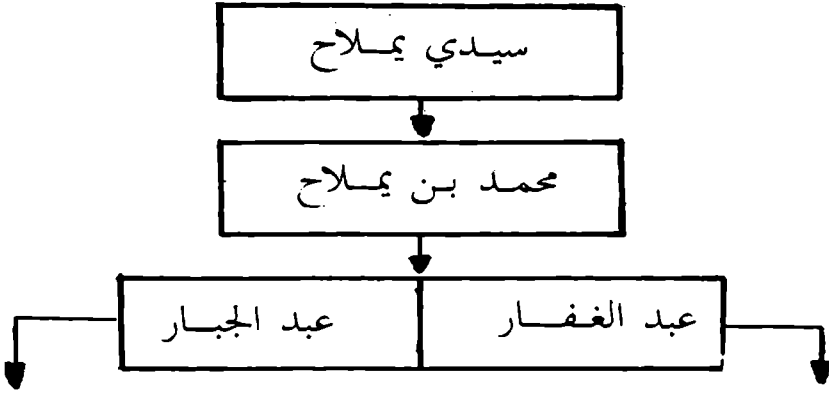 سيدي يملاح
محمد بن يملاح
عبد الغفار
عبد الجبار